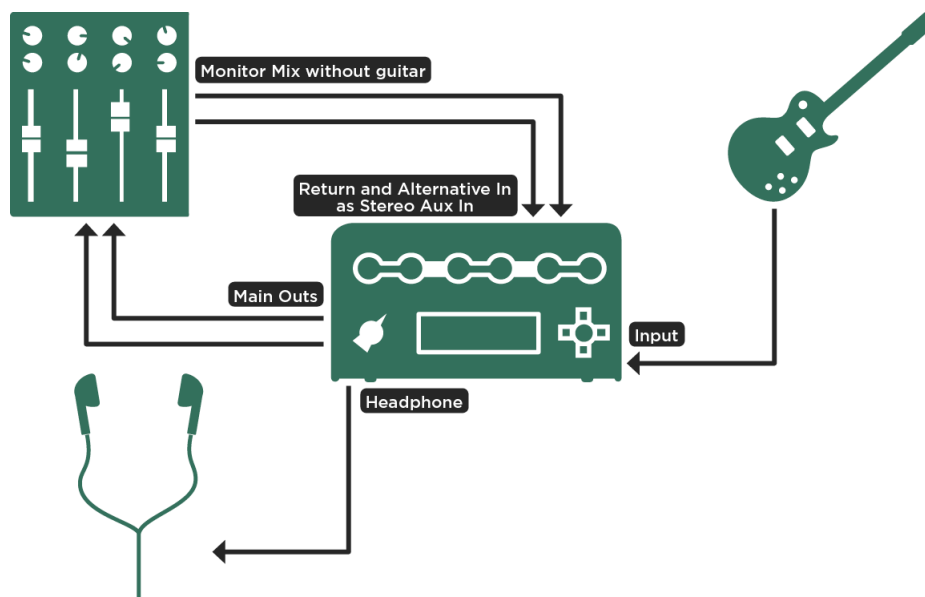 Monitor Mix without guitar
Return and Alternative In
as Stereo Aux In
Main Outs
Input
Headphone